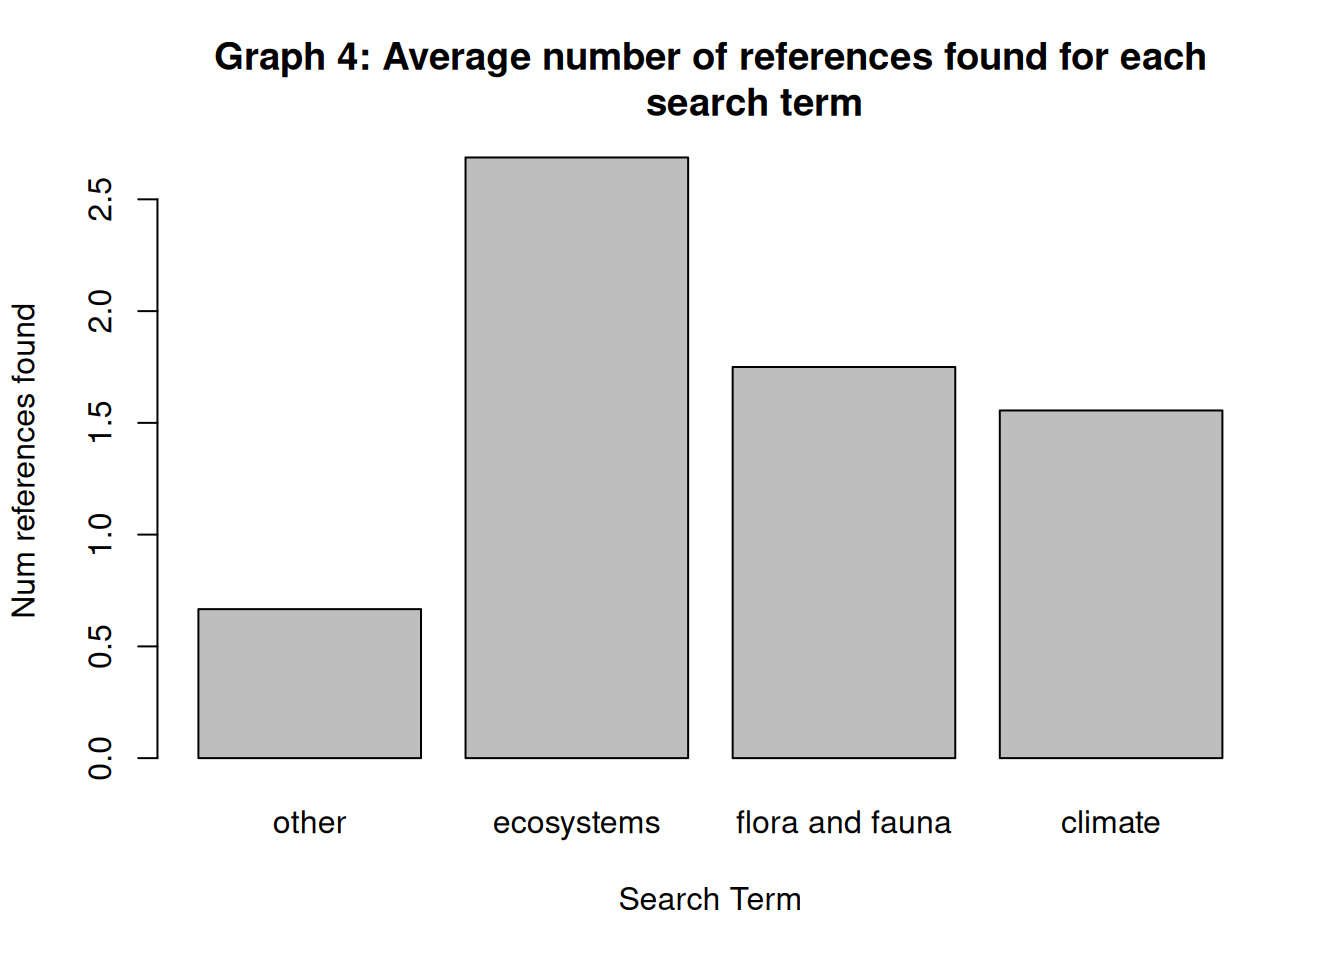 Graph 4: Average number of references found for each
search term
Num references found
2.5
2.0
1.5
1.0
0.5
0.0
other
ecosystems
flora and fauna
climate
Search Term